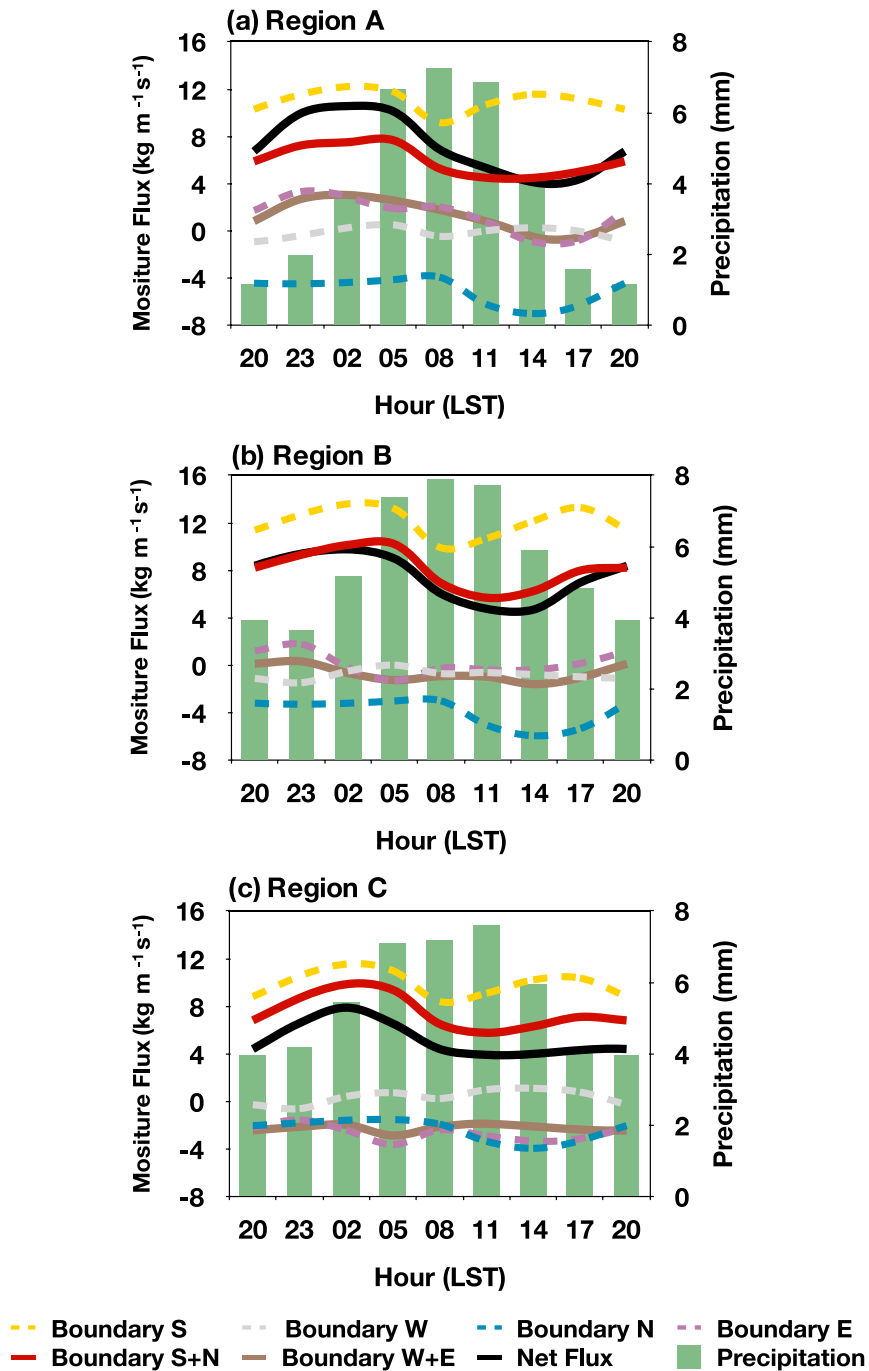 (a) Region A
Mositure Flux (kg m⁻¹ s⁻¹)
16
12
8
4
0
-4
-8
8
6
4
2
0
Precipitation (mm)
20 23 02 05 08 11 14 17 20
Hour (LST)
(b) Region B
Mositure Flux (kg m⁻¹ s⁻¹)
16
12
8
4
0
-4
-8
8
6
4
2
0
Precipitation (mm)
20 23 02 05 08 11 14 17 20
Hour (LST)
(c) Region C
Mositure Flux (kg m⁻¹ s⁻¹)
16
12
8
4
0
-4
-8
8
6
4
2
0
Precipitation (mm)
20 23 02 05 08 11 14 17 20
Hour (LST)
Boundary S Boundary W Boundary N Boundary E
Boundary S+N Boundary W+E Net Flux Precipitation